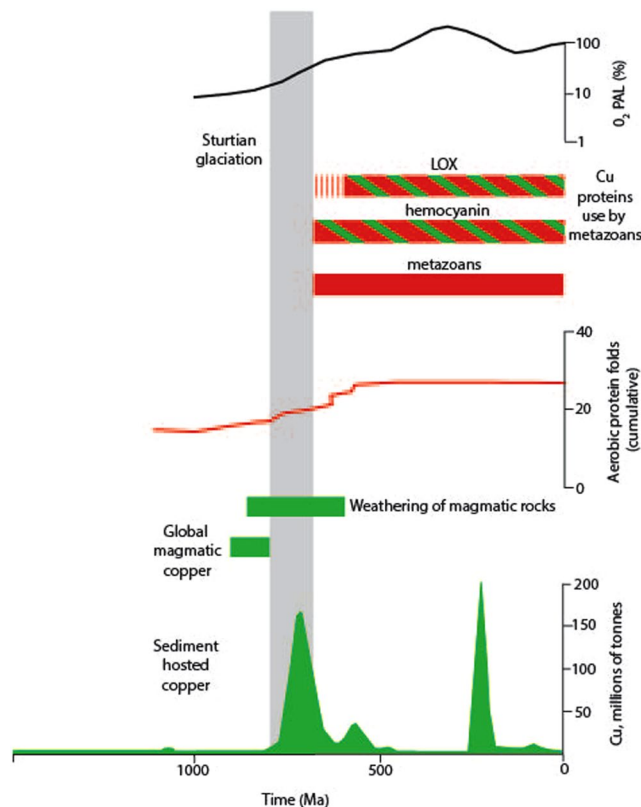 100
10
1
O2 PAL (%)
Sturtian
glaciation
LOX
Cu
proteins
use by
metazoans
hemocyanin
metazoans
40
20
0
Aerobic protein folds
(cumulative)
Weathering of magmatic rocks
Global
magmatic
copper
200
150
100
50
Cu, millions of tonnes
Sediment
hosted
copper
1000
500
0
Time (Ma)